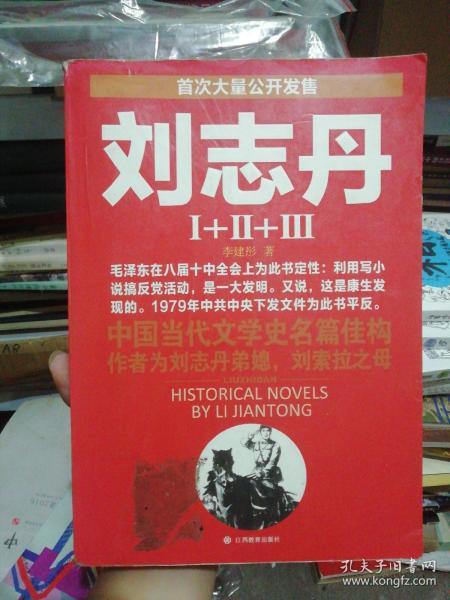 首次大量公开发售
刘志丹
I+II+III
李建彤 著
毛泽东在八届十中全会上为此书定性：利用写小
说搞反党活动，是一大发明。又说，这是康生发
现的。1979年中共中央下发文件为此书平反。
中国当代文学史名篇佳构
作者为刘志丹弟媳，刘索拉之母
LIUZHIDAN
HISTORICAL NOVELS
BY LI JIANTONG
江西教育出版社
2016
中
孔夫子旧书网
www.kongfz.com